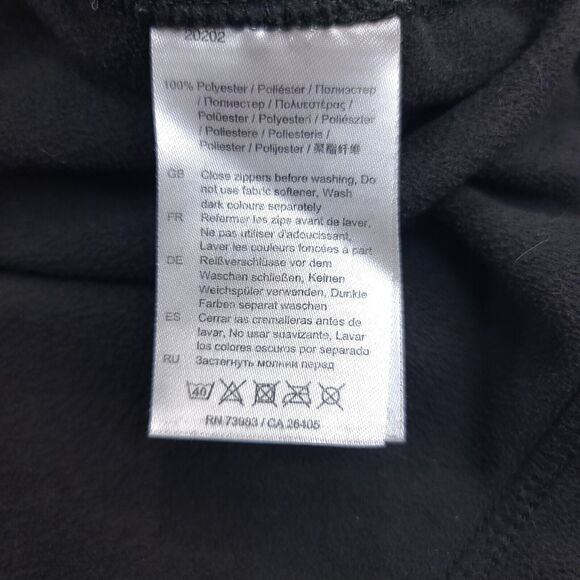 20202
100% Polyester / Poliéster / Полиэстер
/ Полиестер / Πολυεστέρας /
Polüester / Polyesteri / Poliészter
/ Poliestere / Poliesteris /
Poliester / Polijester / 聚酯纤维
GB Close zippers before washing, Do
not use fabric softener, Wash
dark colours separately
FR Refermer les zips avant de laver,
Ne pas utiliser d'adoucissant,
Laver les couleurs foncées à part
DE Reißverschlüsse vor dem
Waschen schließen, Keinen
Weichspüler verwenden, Dunkle
Farben separat waschen
ES Cerrar las cremalleras antes de
lavar, No usar suavizante, Lavar
los colores oscuros por separado
RU Застегнуть молнии перед
40
RN 73983 / CA 26405